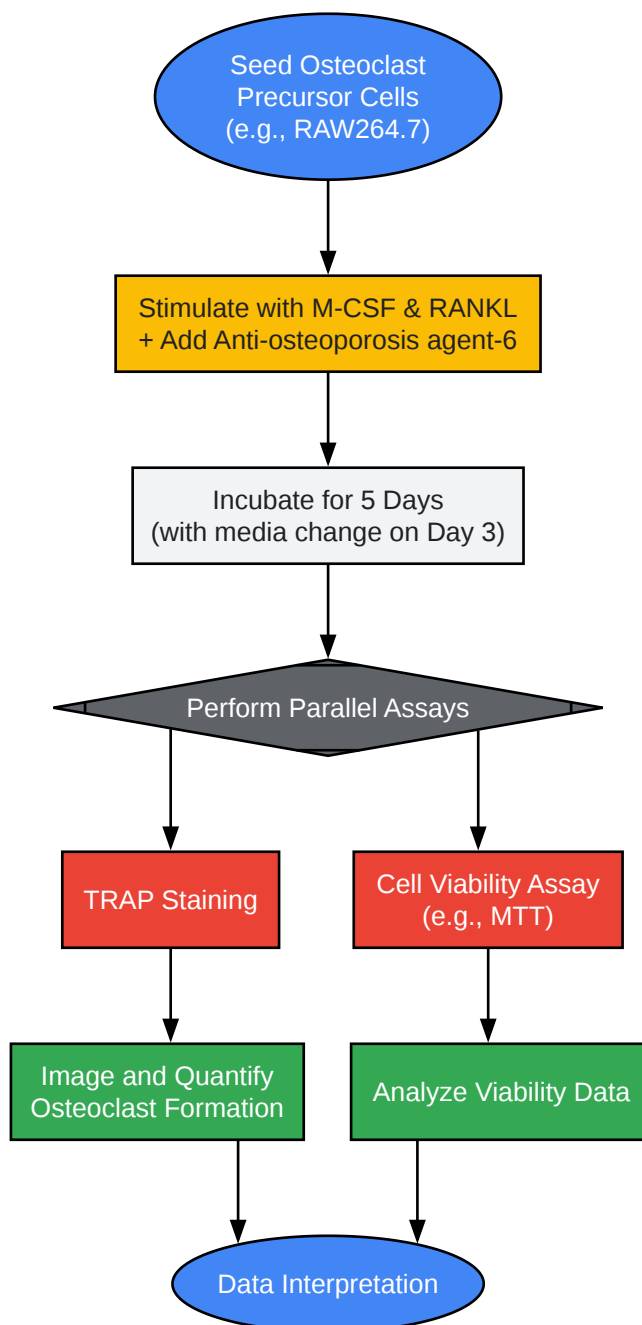 Seed Osteoclast
Precursor Cells
(e.g., RAW264.7)
Stimulate with M-CSF & RANKL
+ Add Anti-osteoporosis agent-6
Incubate for 5 Days
(with media change on Day 3)
Perform Parallel Assays
TRAP Staining
Cell Viability Assay
(e.g., MTT)
Image and Quantify
Osteoclast Formation
Analyze Viability Data
Data Interpretation